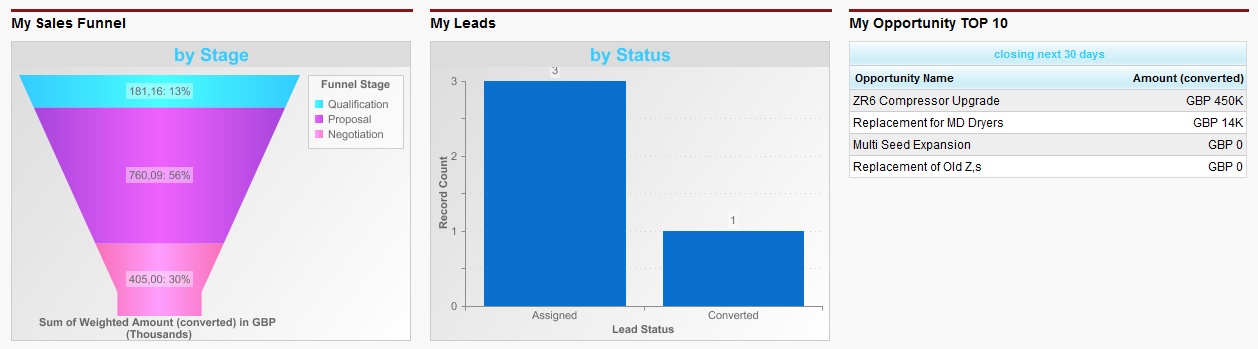 My Sales Funnel
by Stage
181,16: 13%
760,09: 56%
405,00: 30%
Funnel Stage
Qualification
Proposal
Negotiation
Sum of Weighted Amount (converted) in GBP
(Thousands)
My Leads
by Status
Record Count
3
2
1
0
3
1
Assigned
Converted
Lead Status
My Opportunity TOP 10
closing next 30 days
Opportunity Name Amount (converted)
ZR6 Compressor Upgrade GBP 450K
Replacement for MD Dryers GBP 14K
Multi Seed Expansion GBP 0
Replacement of Old Z,s GBP 0